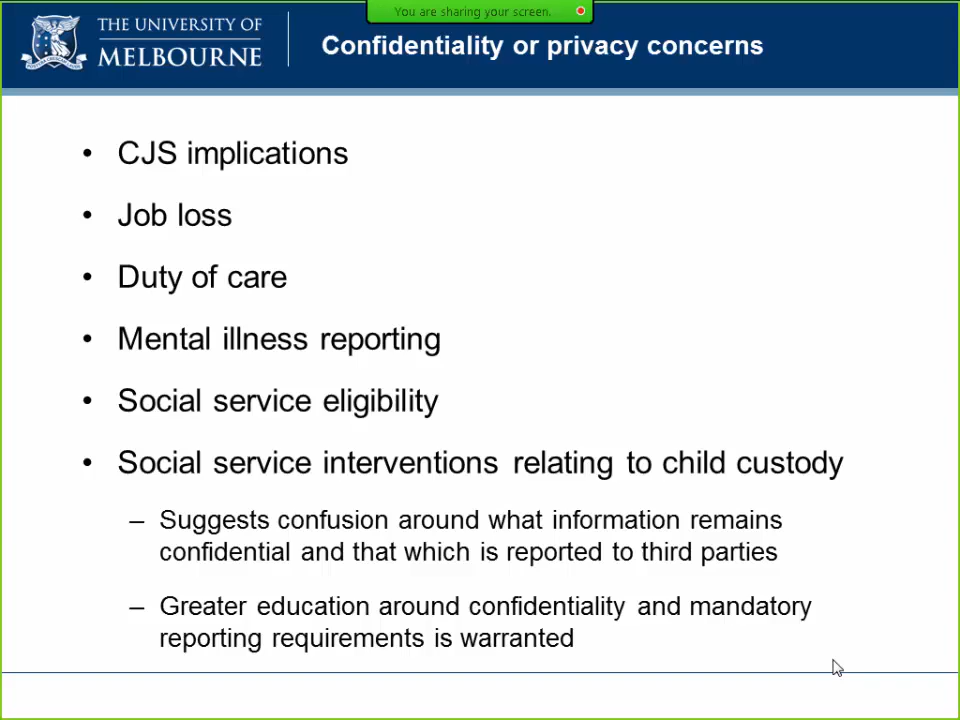 You are sharing your screen.
THE UNIVERSITY OF
MELBOURNE
Confidentiality or privacy concerns
• CJS implications
• Job loss
• Duty of care
• Mental illness reporting
• Social service eligibility
• Social service interventions relating to child custody
– Suggests confusion around what information remains
confidential and that which is reported to third parties
– Greater education around confidentiality and mandatory
reporting requirements is warranted